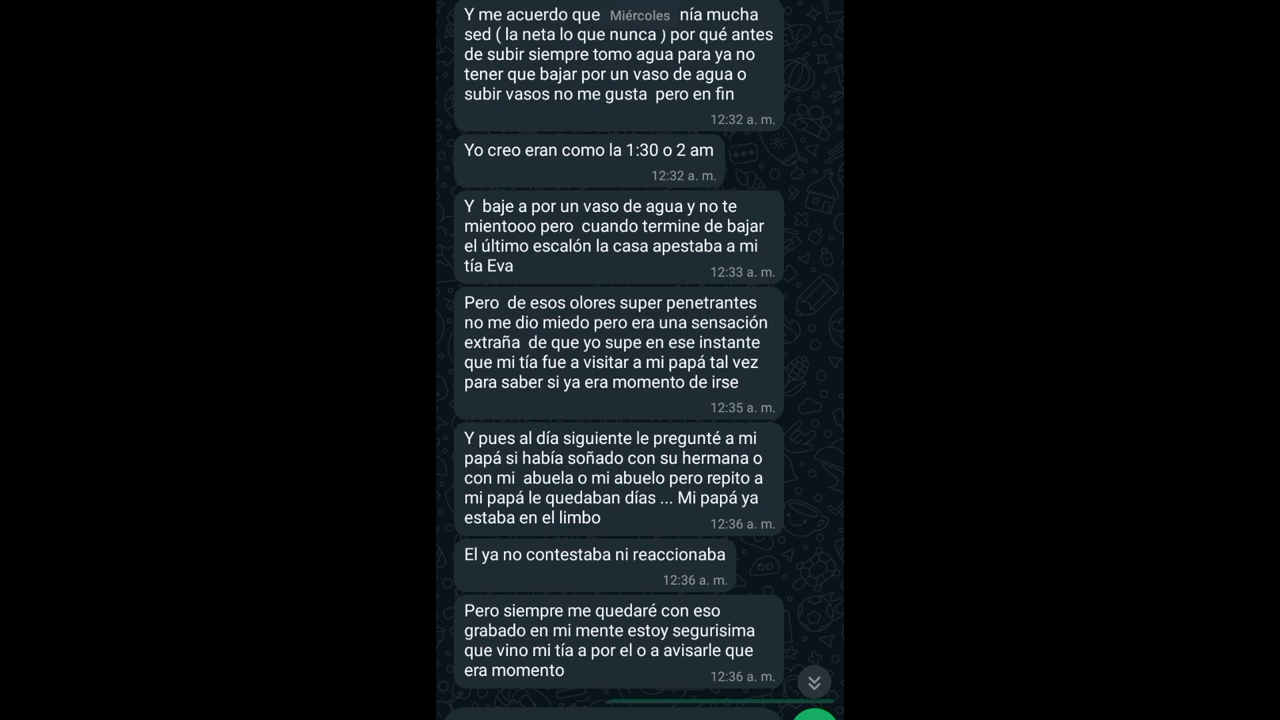 Y me acuerdo que Miércoles nía mucha
sed ( la neta lo que nunca ) por qué antes
de subir siempre tomo agua para ya no
tener que bajar por un vaso de agua o
subir vasos no me gusta  pero en fin
12:32 a. m.
Yo creo eran como la 1:30 o 2 am
12:32 a. m.
Y  baje a por un vaso de agua y no te
mientooo pero  cuando termine de bajar
el último escalón la casa apestaba a mi
tía Eva
12:33 a. m.
Pero  de esos olores super penetrantes
no me dio miedo pero era una sensación
extraña  de que yo supe en ese instante
que mi tía fue a visitar a mi papá tal vez
para saber si ya era momento de irse
12:35 a. m.
Y pues al día siguiente le pregunté a mi
papá si había soñado con su hermana o
con mi  abuela o mi abuelo pero repito a
mi papá le quedaban días ... Mi papá ya
estaba en el limbo
12:36 a. m.
El ya no contestaba ni reaccionaba
12:36 a. m.
Pero siempre me quedaré con eso
grabado en mi mente estoy segurisima
que vino mi tía a por el o a avisarle que
era momento
12:36 a. m.